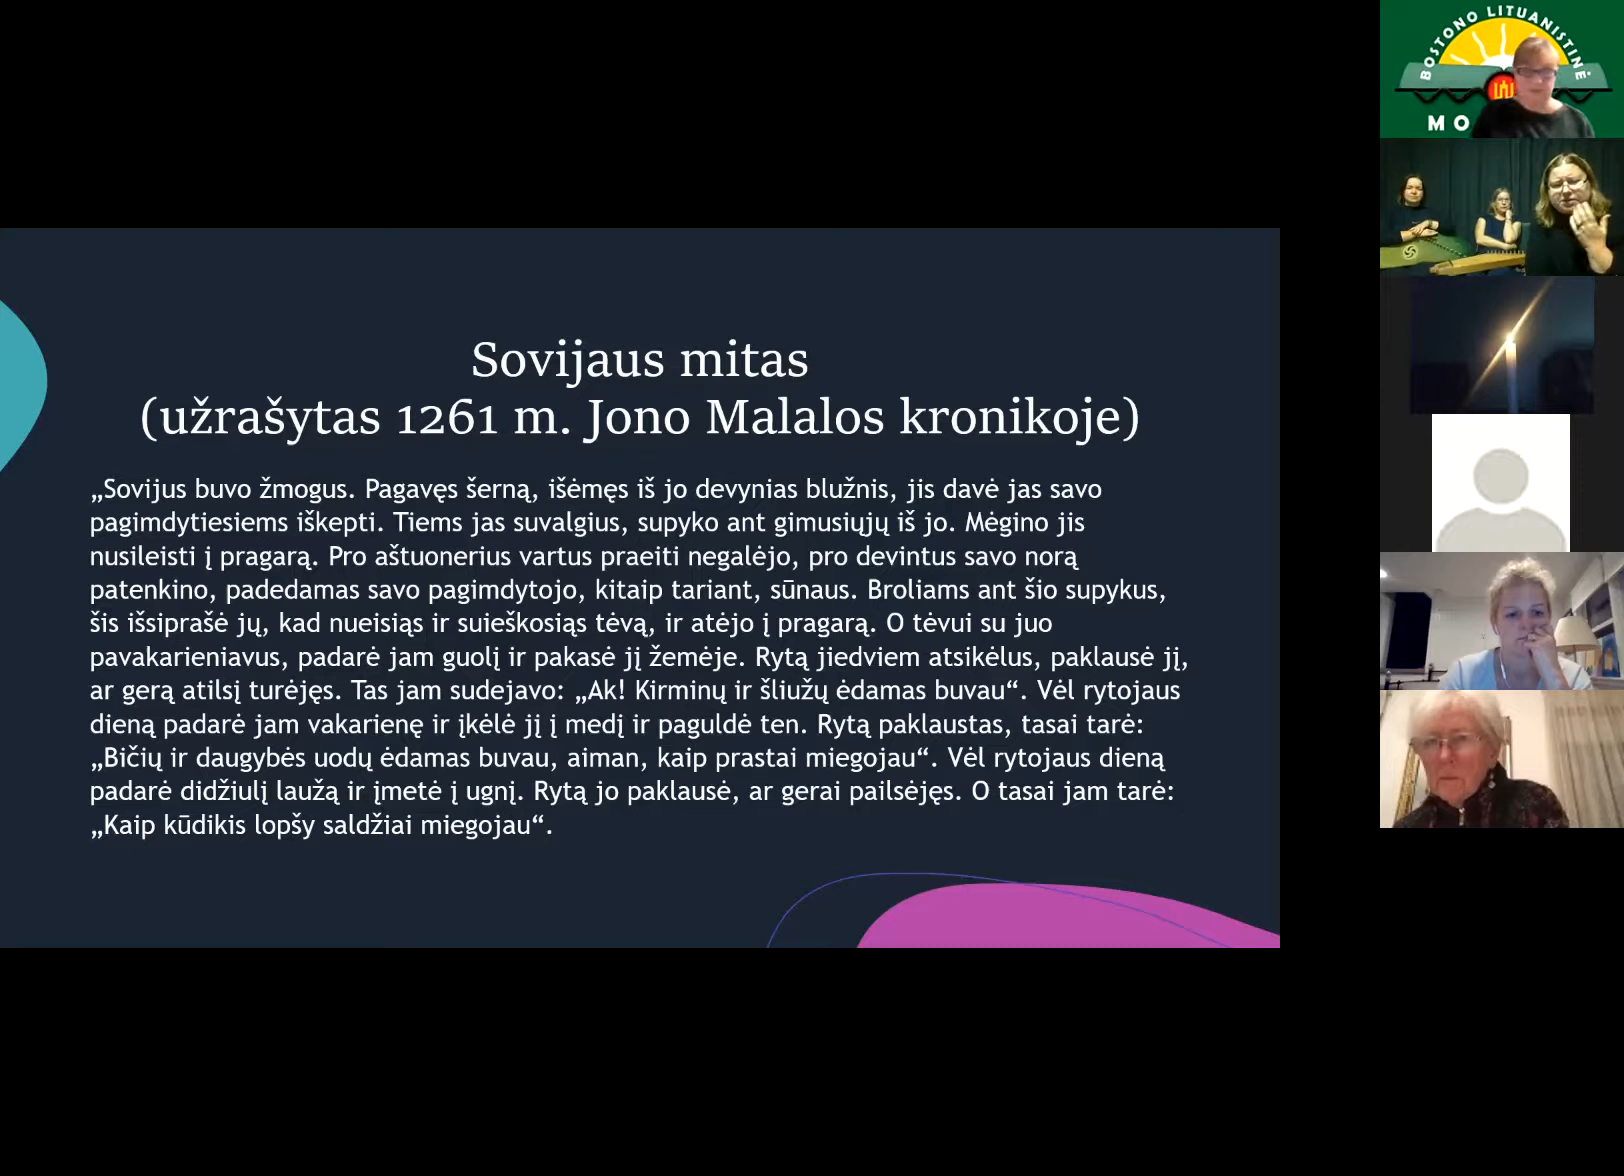 Sovijaus mitas
(užrašytas 1261 m. Jono Malalos kronikoje)
„Sovijus buvo žmogus. Pagavęs šerną, išėmęs iš jo devynias blužnis, jis davė jas savo
pagimdytiesiems iškepti. Tiems jas suvalgius, supyko ant gimusiųjų iš jo. Mėgino jis
nusileisti į pragarą. Pro aštuonerius vartus praeiti negalėjo, pro devintus savo norą
patenkino, padedamas savo pagimdytojo, kitaip tariant, sūnaus. Broliams ant šio supykus,
šis išsiprašė jų, kad nueisiąs ir suieškosiąs tėvą, ir atėjo į pragarą. O tėvui su juo
pavakarieniavus, padarė jam guolį ir pakasė jį žemėje. Rytą jiedviem atsikėlus, paklausė jį,
ar gerą atilsį turėjęs. Tas jam sudejavo: „Ak! Kirminų ir šliužų ėdamas buvau“. Vėl rytojaus
dieną padarė jam vakarienę ir įkėlė jį į medį ir paguldė ten. Rytą paklaustas, tasai tarė:
„Bičių ir daugybės uodų ėdamas buvau, aiman, kaip prastai miegojau“. Vėl rytojaus dieną
padarė didžiulį laužą ir įmetė į ugnį. Rytą jo paklausė, ar gerai pailsėjęs. O tasai jam tarė:
„Kaip kūdikis lopšy saldžiai miegojau“.
BOSTONO LITUANISTINĖ
MO